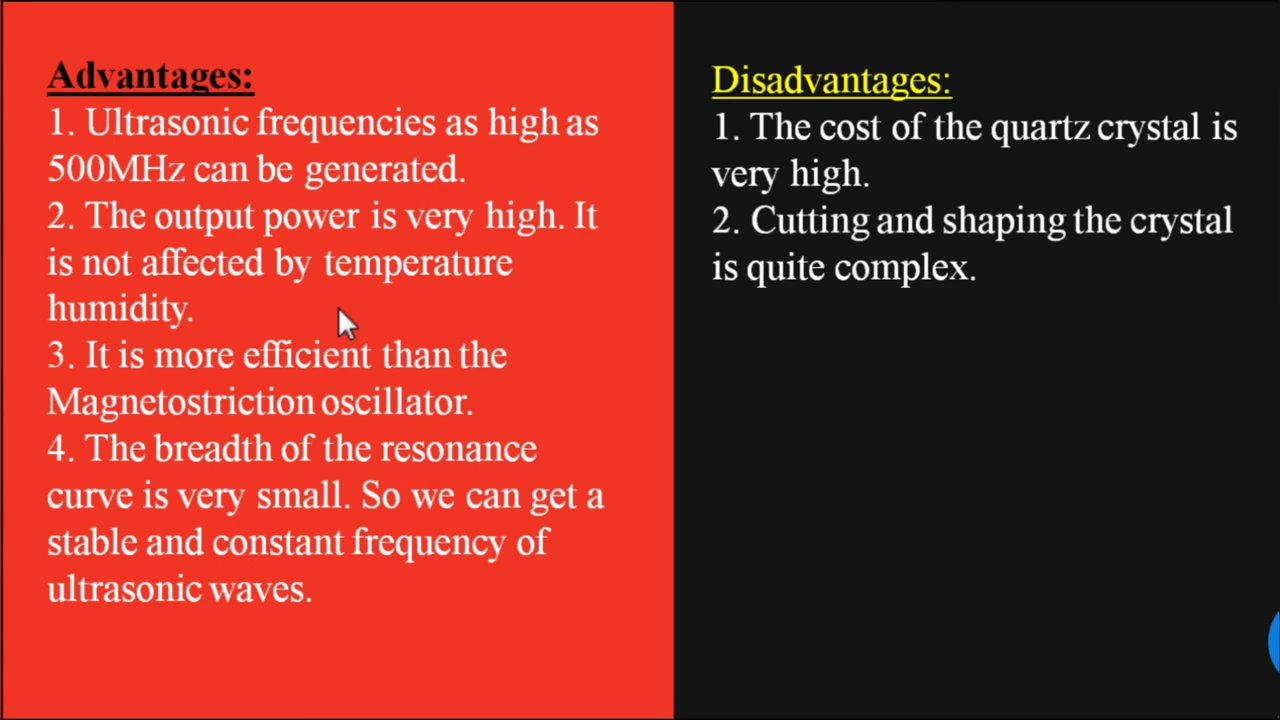 Advantages:
1. Ultrasonic frequencies as high as
500MHz can be generated.
2. The output power is very high. It
is not affected by temperature
humidity.
3. It is more efficient than the
Magnetostriction oscillator.
4. The breadth of the resonance
curve is very small. So we can get a
stable and constant frequency of
ultrasonic waves.
Disadvantages:
1. The cost of the quartz crystal is
very high.
2. Cutting and shaping the crystal
is quite complex.